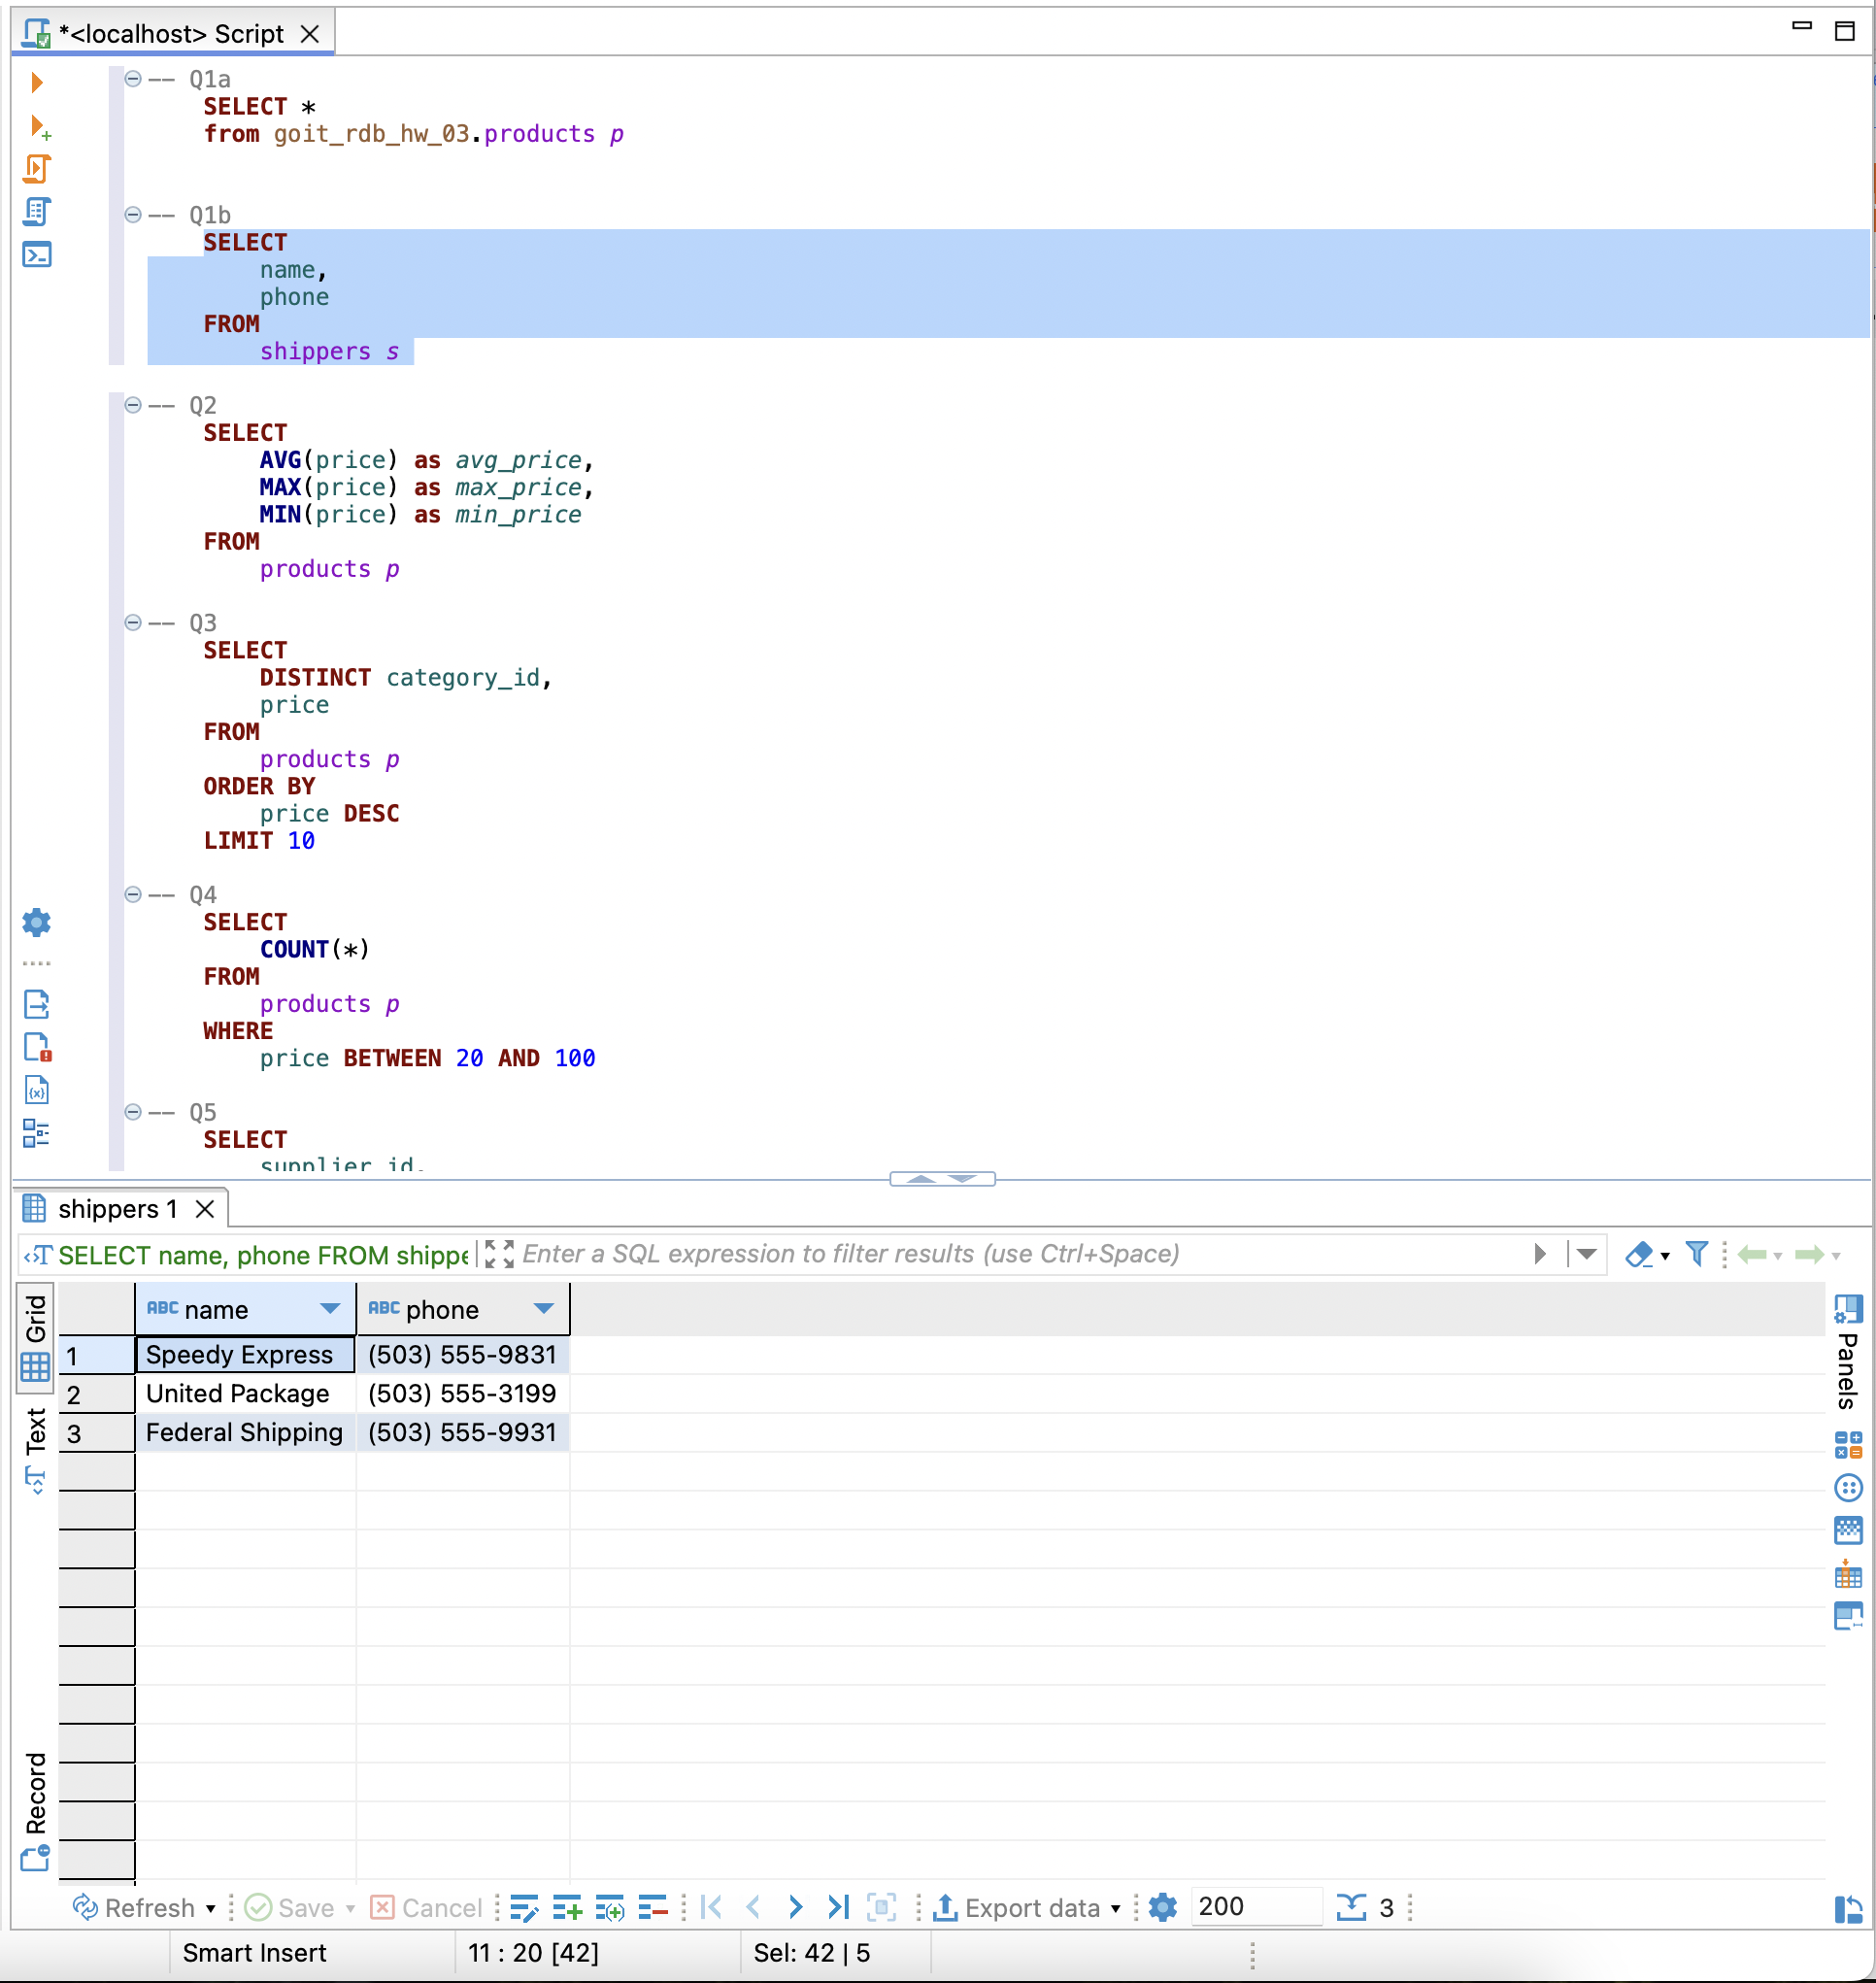 *<localhost> Script
-- Q1a
SELECT *
from goit_rdb_hw_03.products p
-- Q1b
SELECT
name,
phone
FROM
shippers s
-- Q2
SELECT
AVG(price) as avg_price,
MAX(price) as max_price,
MIN(price) as min_price
FROM
products p
-- Q3
SELECT
DISTINCT category_id,
price
FROM
products p
ORDER BY
price DESC
LIMIT 10
-- Q4
SELECT
COUNT(*)
FROM
products p
WHERE
price BETWEEN 20 AND 100
-- Q5
SELECT
supplier_id,
shippers 1
SELECT name, phone FROM shippe
Enter a SQL expression to filter results (use Ctrl+Space)
Grid
Text
Record
Panels
ABC name ABC phone
1 Speedy Express (503) 555-9831
2 United Package (503) 555-3199
3 Federal Shipping (503) 555-9931
Refresh Save Cancel Export data 200 3
Smart Insert 11 : 20 [42] Sel: 42 | 5